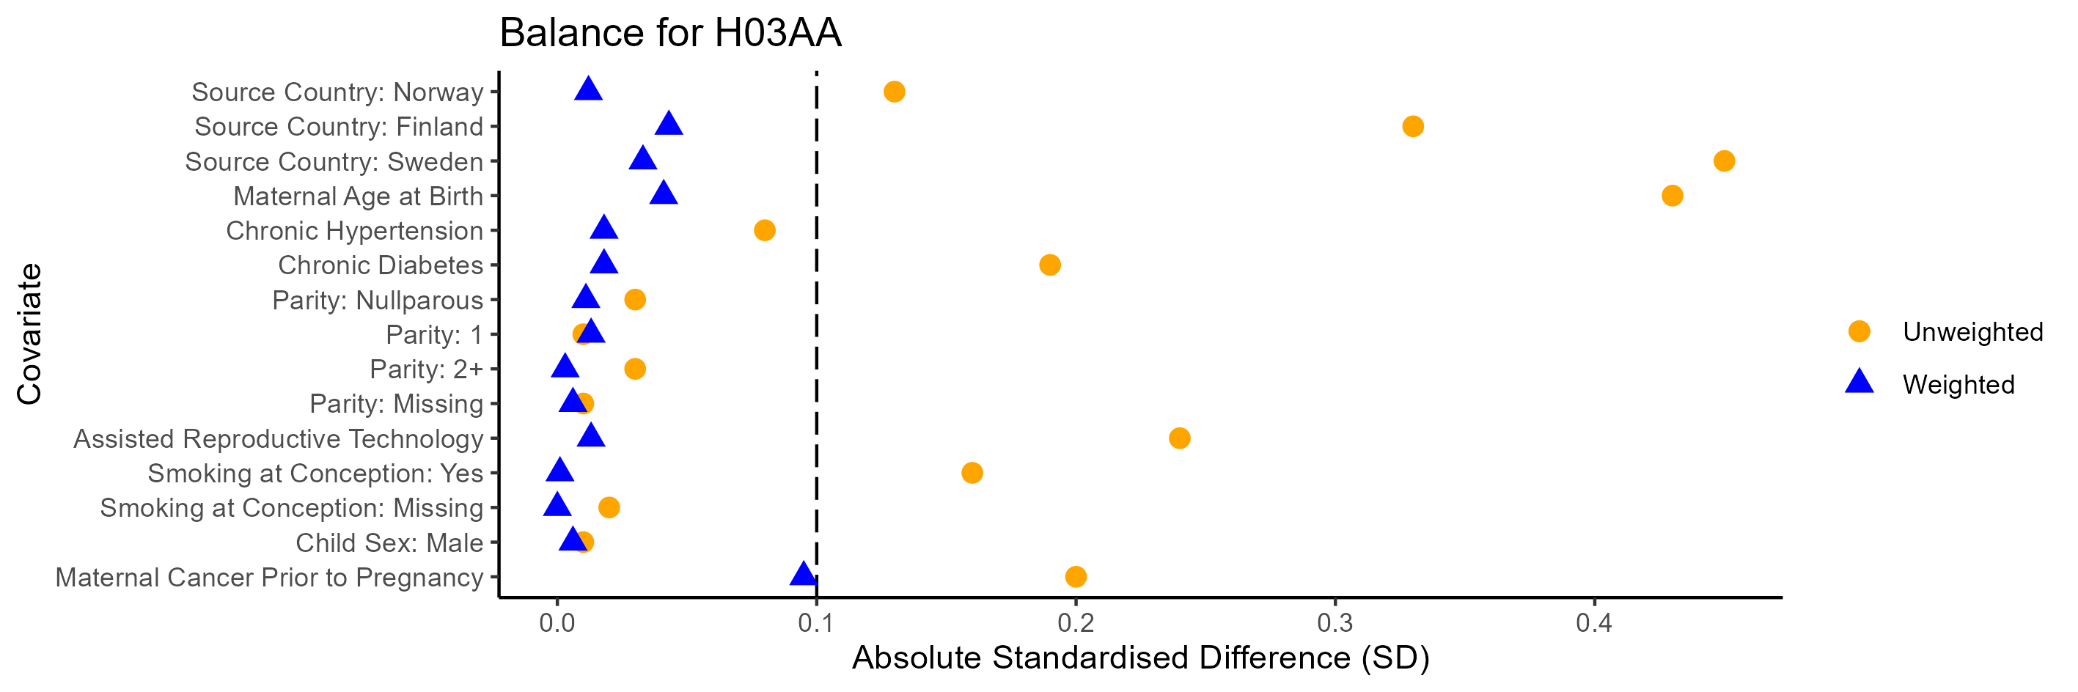 Balance for H03AA
Source Country: Norway
Source Country: Finland
Source Country: Sweden
Maternal Age at Birth
Chronic Hypertension
Chronic Diabetes
Parity: Nullparous
Parity: 1
Parity: 2+
Parity: Missing
Assisted Reproductive Technology
Smoking at Conception: Yes
Smoking at Conception: Missing
Child Sex: Male
Maternal Cancer Prior to Pregnancy
Covariate
0.0 0.1 0.2 0.3 0.4
Absolute Standardised Difference (SD)
Unweighted
Weighted